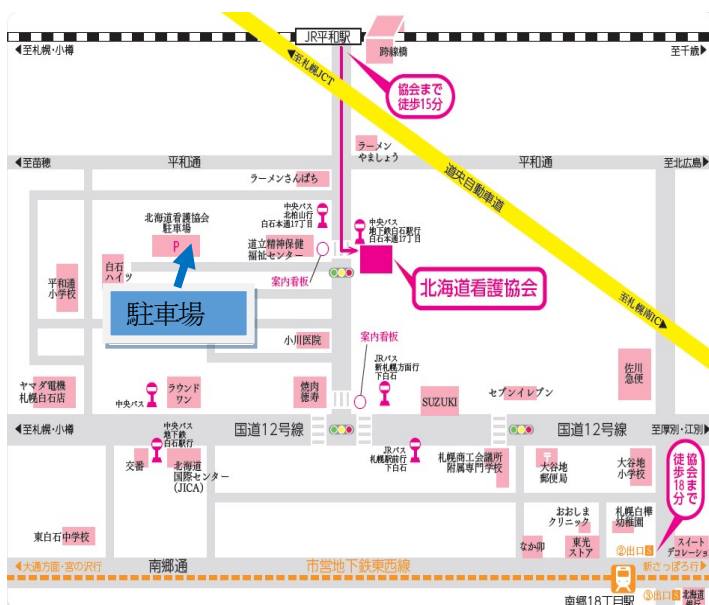 JR平和駅
跨線橋
◀至札幌・小樽
至千歳▶
◀至札幌JCT
協会まで
徒歩15分
ラーメン
やましょう
◀至苗穂
平和通
平和通
至北広島▶
道央自動車道
ラーメンさんぱち
中央バス
北柏山行
白石本通17丁目
北海道看護協会
駐車場
P
中央バス
地下鉄白石駅行
白石本通17丁目
道立精神保健
福祉センター
白石
ハイツ
案内看板
平和通
小学校
北海道看護協会
駐車場
至札幌南IC▶
小川医院
案内看板
JRバス
新札幌方面行
下白石
佐川
急便
ヤマダ電機
札幌白石店
中央バス
ラウンド
ワン
焼肉
徳寿
SUZUKI
セブンイレブン
◀至札幌・小樽
中央バス
地下鉄
白石駅行
国道12号線
国道12号線
至厚別・江別▶
交番
北海道
国際センター
(JICA)
JRバス
札幌駅前行
下白石
札幌商工会議所
附属専門学校
〒
大谷地
郵便局
大谷地
小学校
協会まで
徒歩18分
おおしま
クリニック
札幌白樺
幼稚園
東白石中学校
なか卯
東光
ストア
②出口S
スイート
デコレーション
◀大通方面・宮の沢行
南郷通
市営地下鉄東西線
新さっぽろ行▶
南郷18丁目駅
③出口S
北海道
銀行